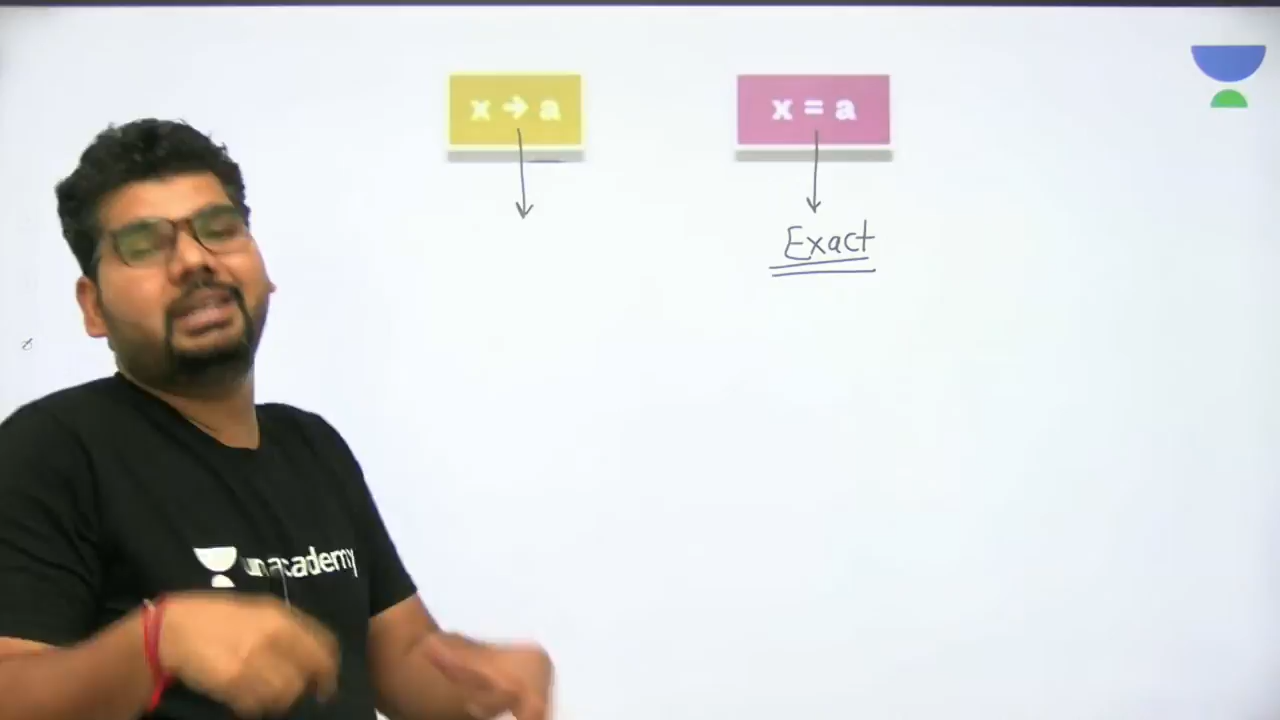 x → a
x = a
Exact
unacademy